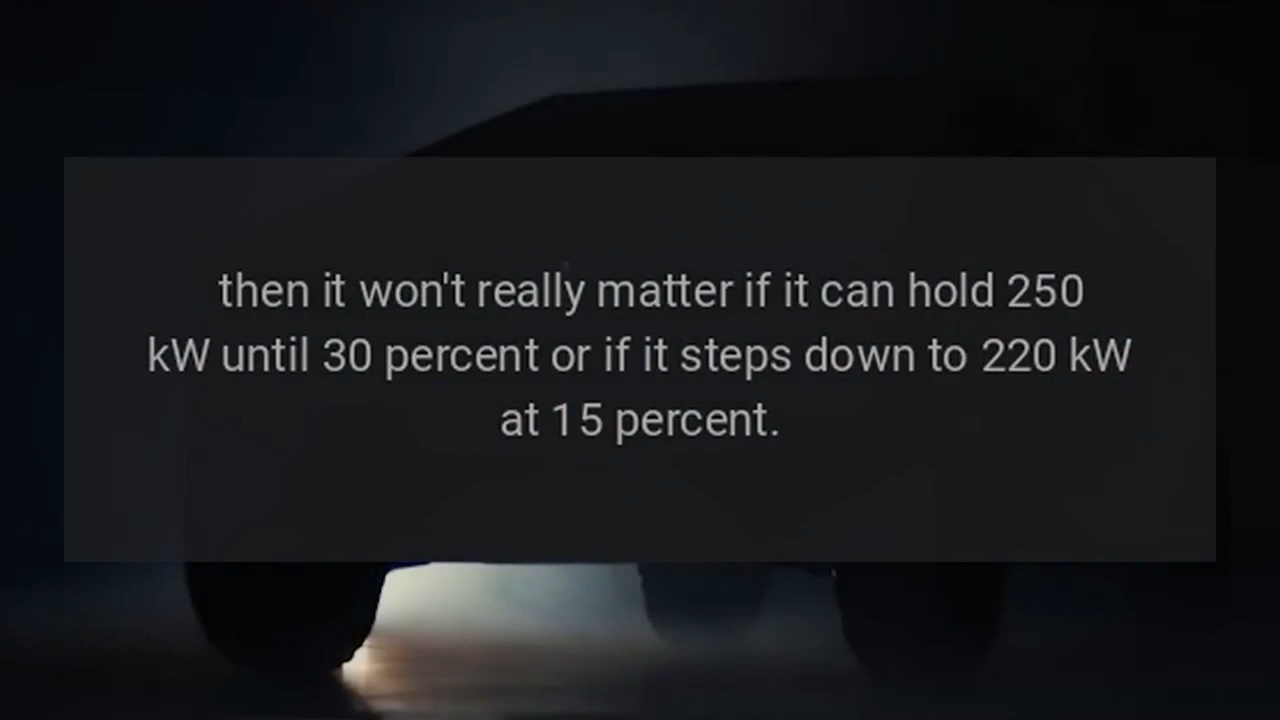 then it won't really matter if it can hold 250
kW until 30 percent or if it steps down to 220 kW
at 15 percent.